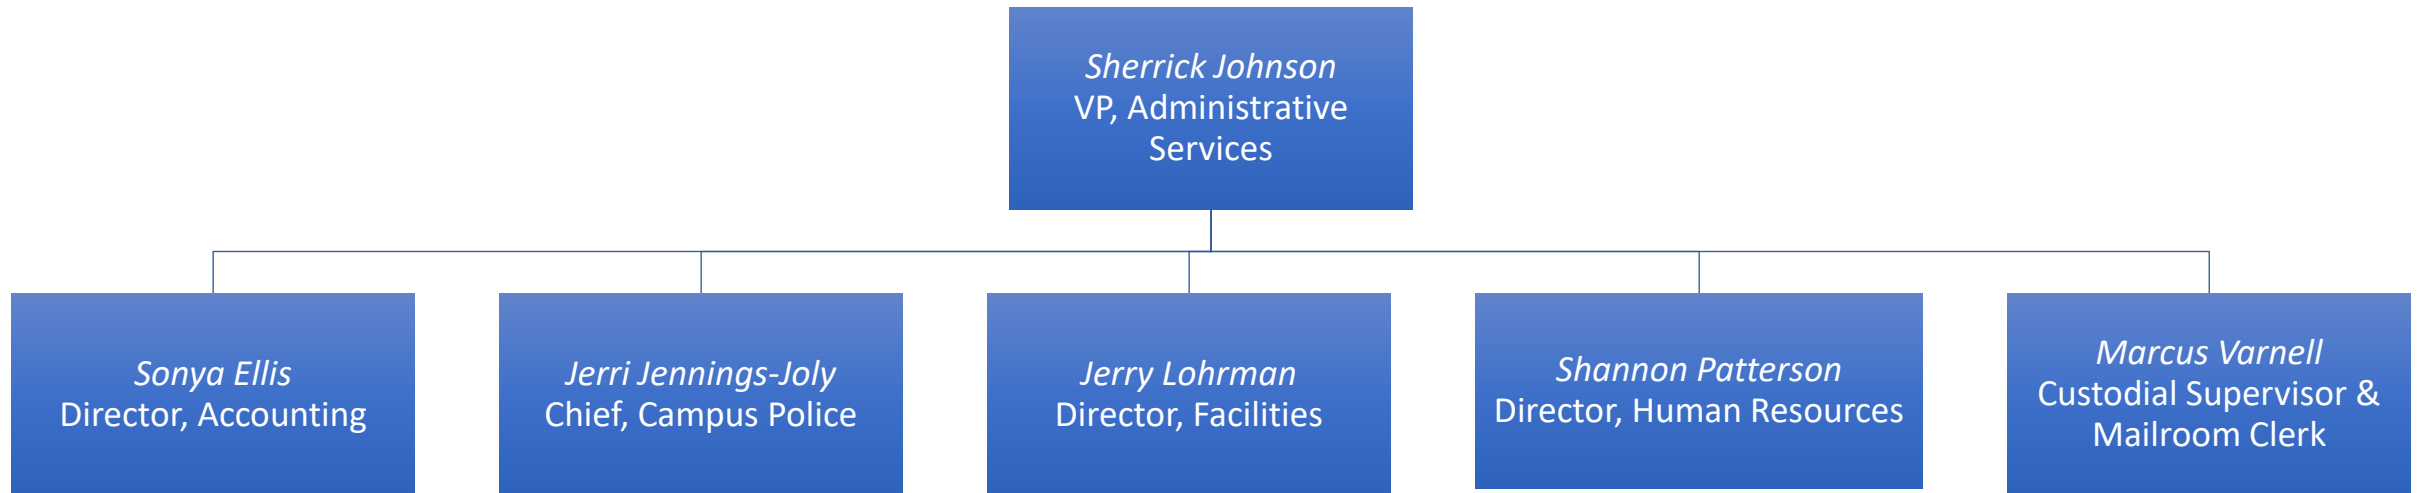 Sherrick Johnson
VP, Administrative
Services
Sonya Ellis
Director, Accounting
Jerri Jennings-Joly
Chief, Campus Police
Jerry Lohrman
Director, Facilities
Shannon Patterson
Director, Human Resources
Marcus Varnell
Custodial Supervisor &
Mailroom Clerk